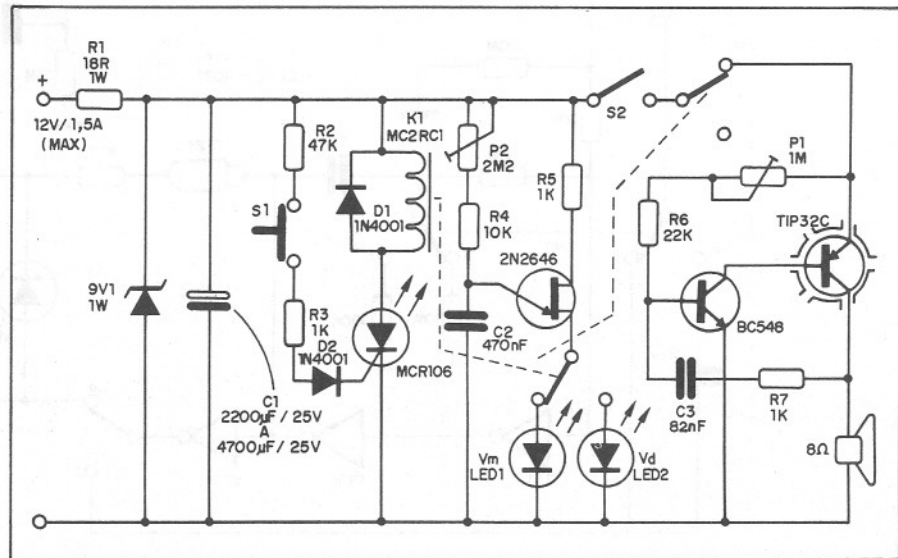 R1
18R
1W
+
12V/1,5A
(MAX)
R2
47K
K1
MC2RC1
P2
2M2
S2
P1
1M
R5
1K
S1
D1
1N4001
R4
10K
R6
22K
TIP32C
2N2646
9V1
1W
R3
1K
D2
1N4001
C2
470nF
BC548
MCR106
C1
2200µF/25V
A
4700µF/25V
C3
82nF
R7
1K
8Ω
Vm
LED1
Vd
LED2